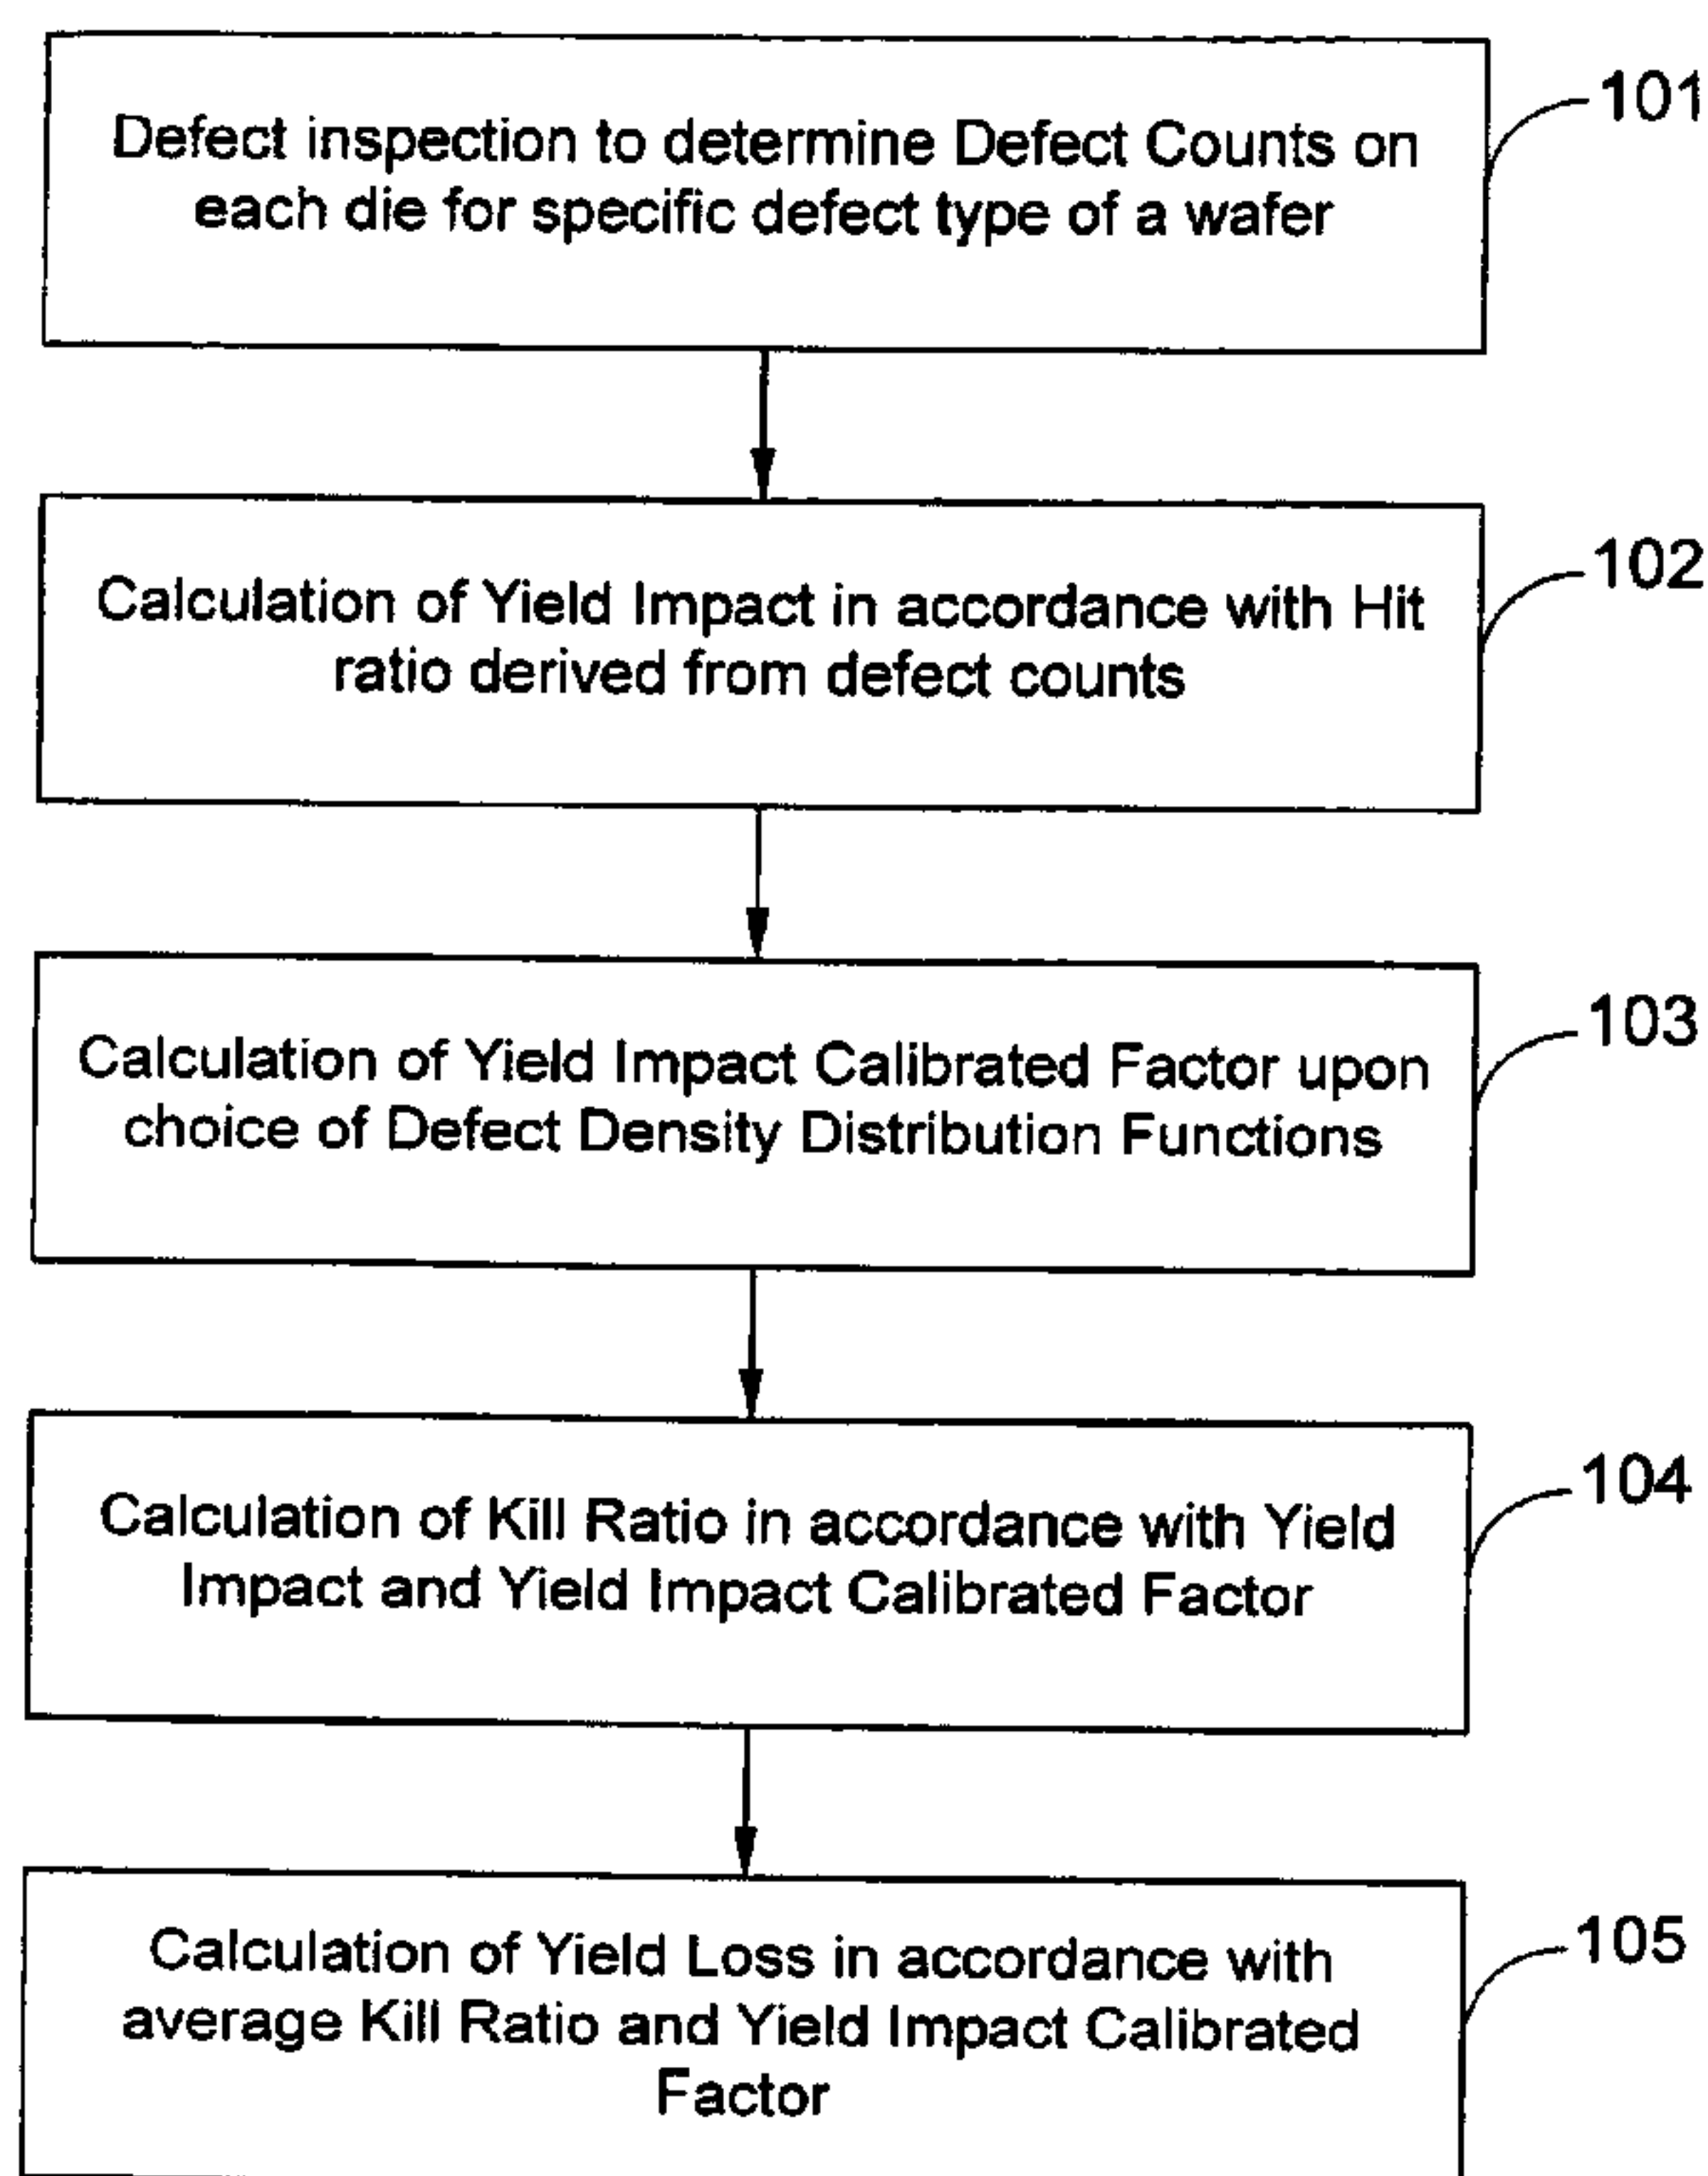 Defect inspection to determine Defect Counts on
each die for specific defect type of a wafer
101
Calculation of Yield Impact in accordance with Hit
ratio derived from defect counts
102
Calculation of Yield Impact Calibrated Factor upon
choice of Defect Density Distribution Functions
103
Calculation of Kill Ratio in accordance with Yield
Impact and Yield Impact Calibrated Factor
104
Calculation of Yield Loss in accordance with
average Kill Ratio and Yield Impact Calibrated
Factor
105